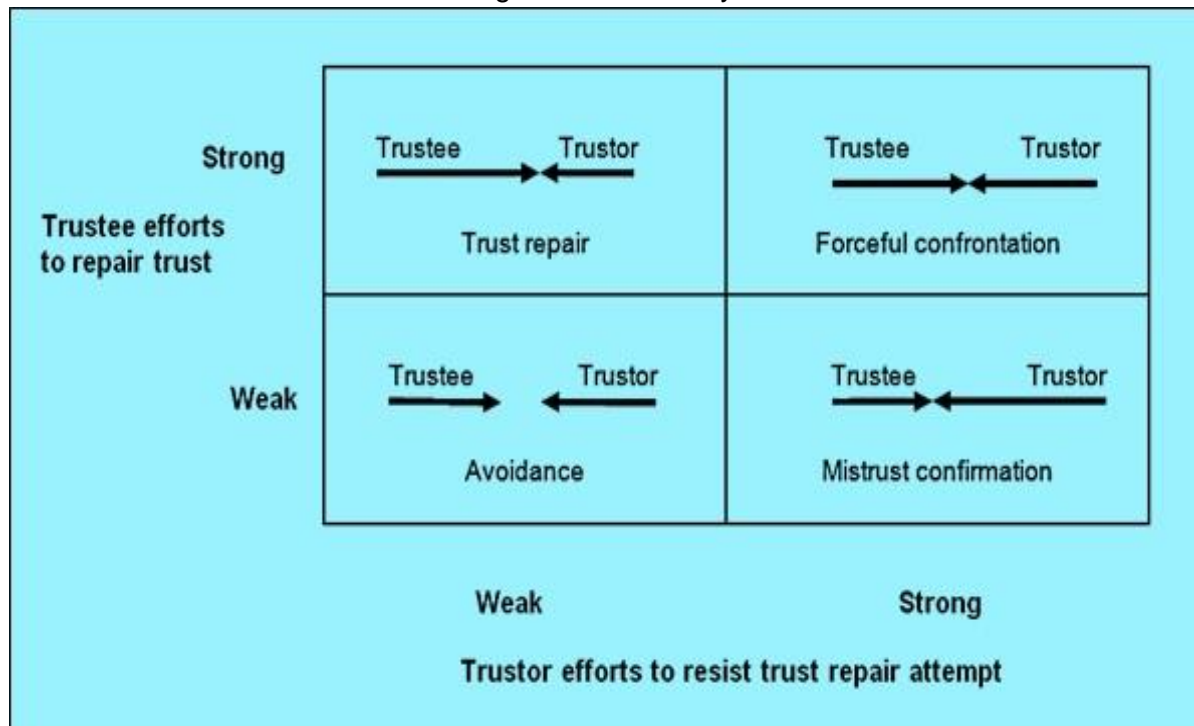 Strong
Trustee Trustor
Trustee Trustor
Trustee efforts
to repair trust
Trust repair
Forceful confrontation
Weak
Trustee Trustor
Trustee Trustor
Avoidance
Mistrust confirmation
Weak
Strong
Trustor efforts to resist trust repair attempt